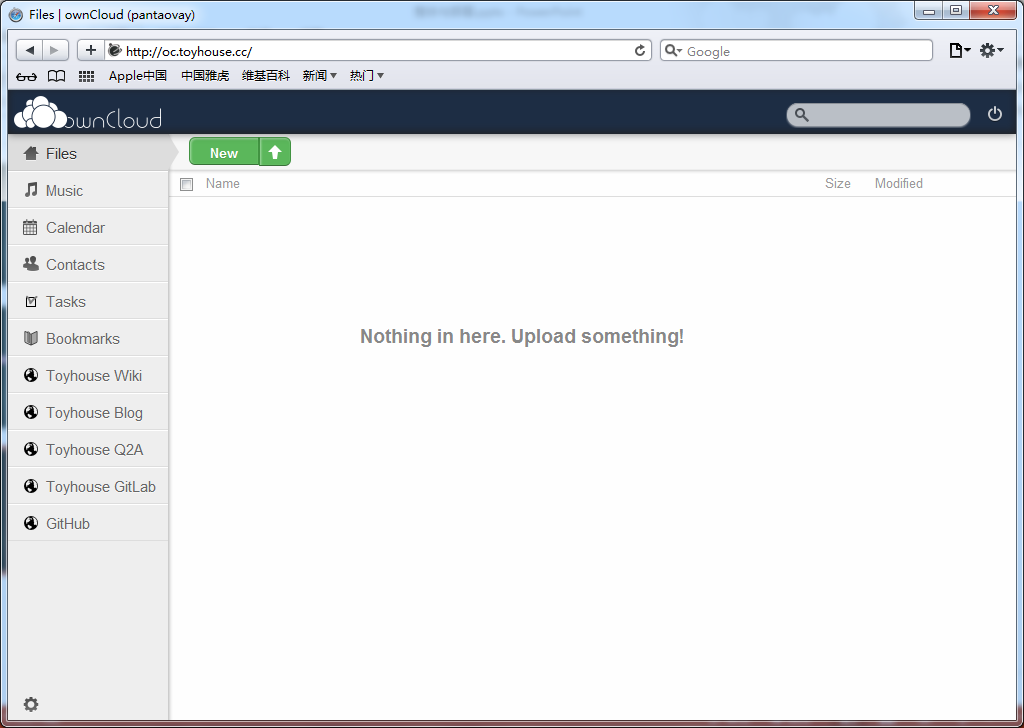 Files | ownCloud (pantaovay)
http://oc.toyhouse.cc/
Google
Apple中国 中国雅虎 维基百科 新闻 热门
ownCloud
Files
New
Music
Name Size Modified
Calendar
Contacts
Tasks
Bookmarks
Nothing in here. Upload something!
Toyhouse Wiki
Toyhouse Blog
Toyhouse Q2A
Toyhouse GitLab
GitHub